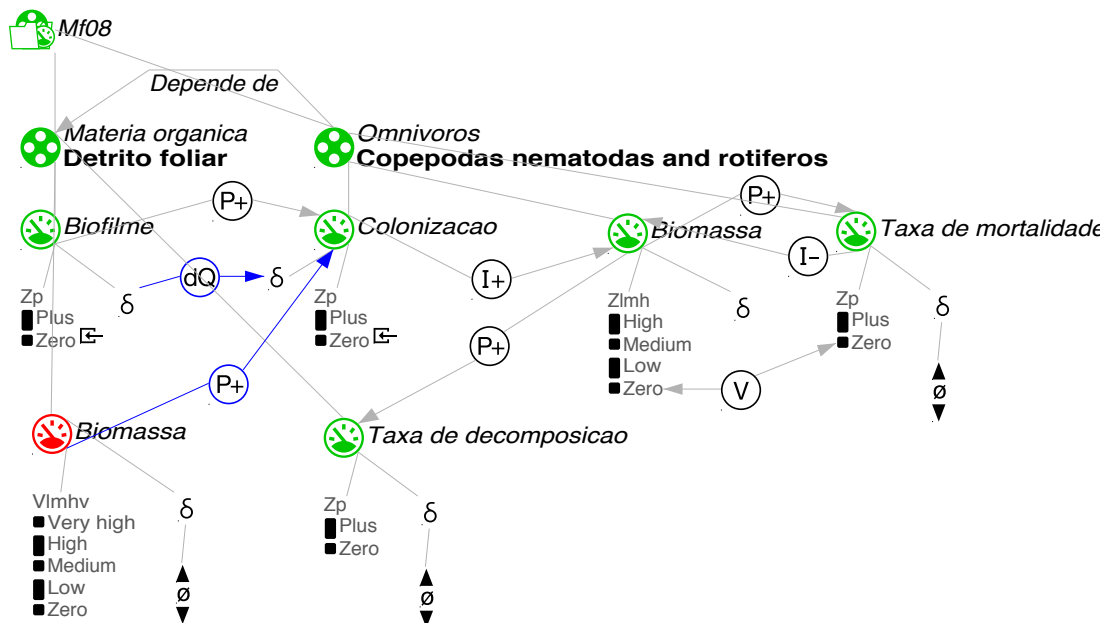 Mf08
Depende de
Materia organica
Detrito foliar
Omnivoros
Copepodas nematodas and rotiferos
P+
P+
Biofilme
Colonizacao
Biomassa
Taxa de mortalidade
I-
dQ
δ
I+
δ
Zp
Plus
Zero
Zp
Plus
Zero
Zlmh
High
Medium
Low
Zero
δ
Zp
Plus
Zero
δ
P+
P+
V
ø
Biomassa
Taxa de decomposicao
Vlmhv
Very high
High
Medium
Low
Zero
δ
ø
Zp
Plus
Zero
δ
ø